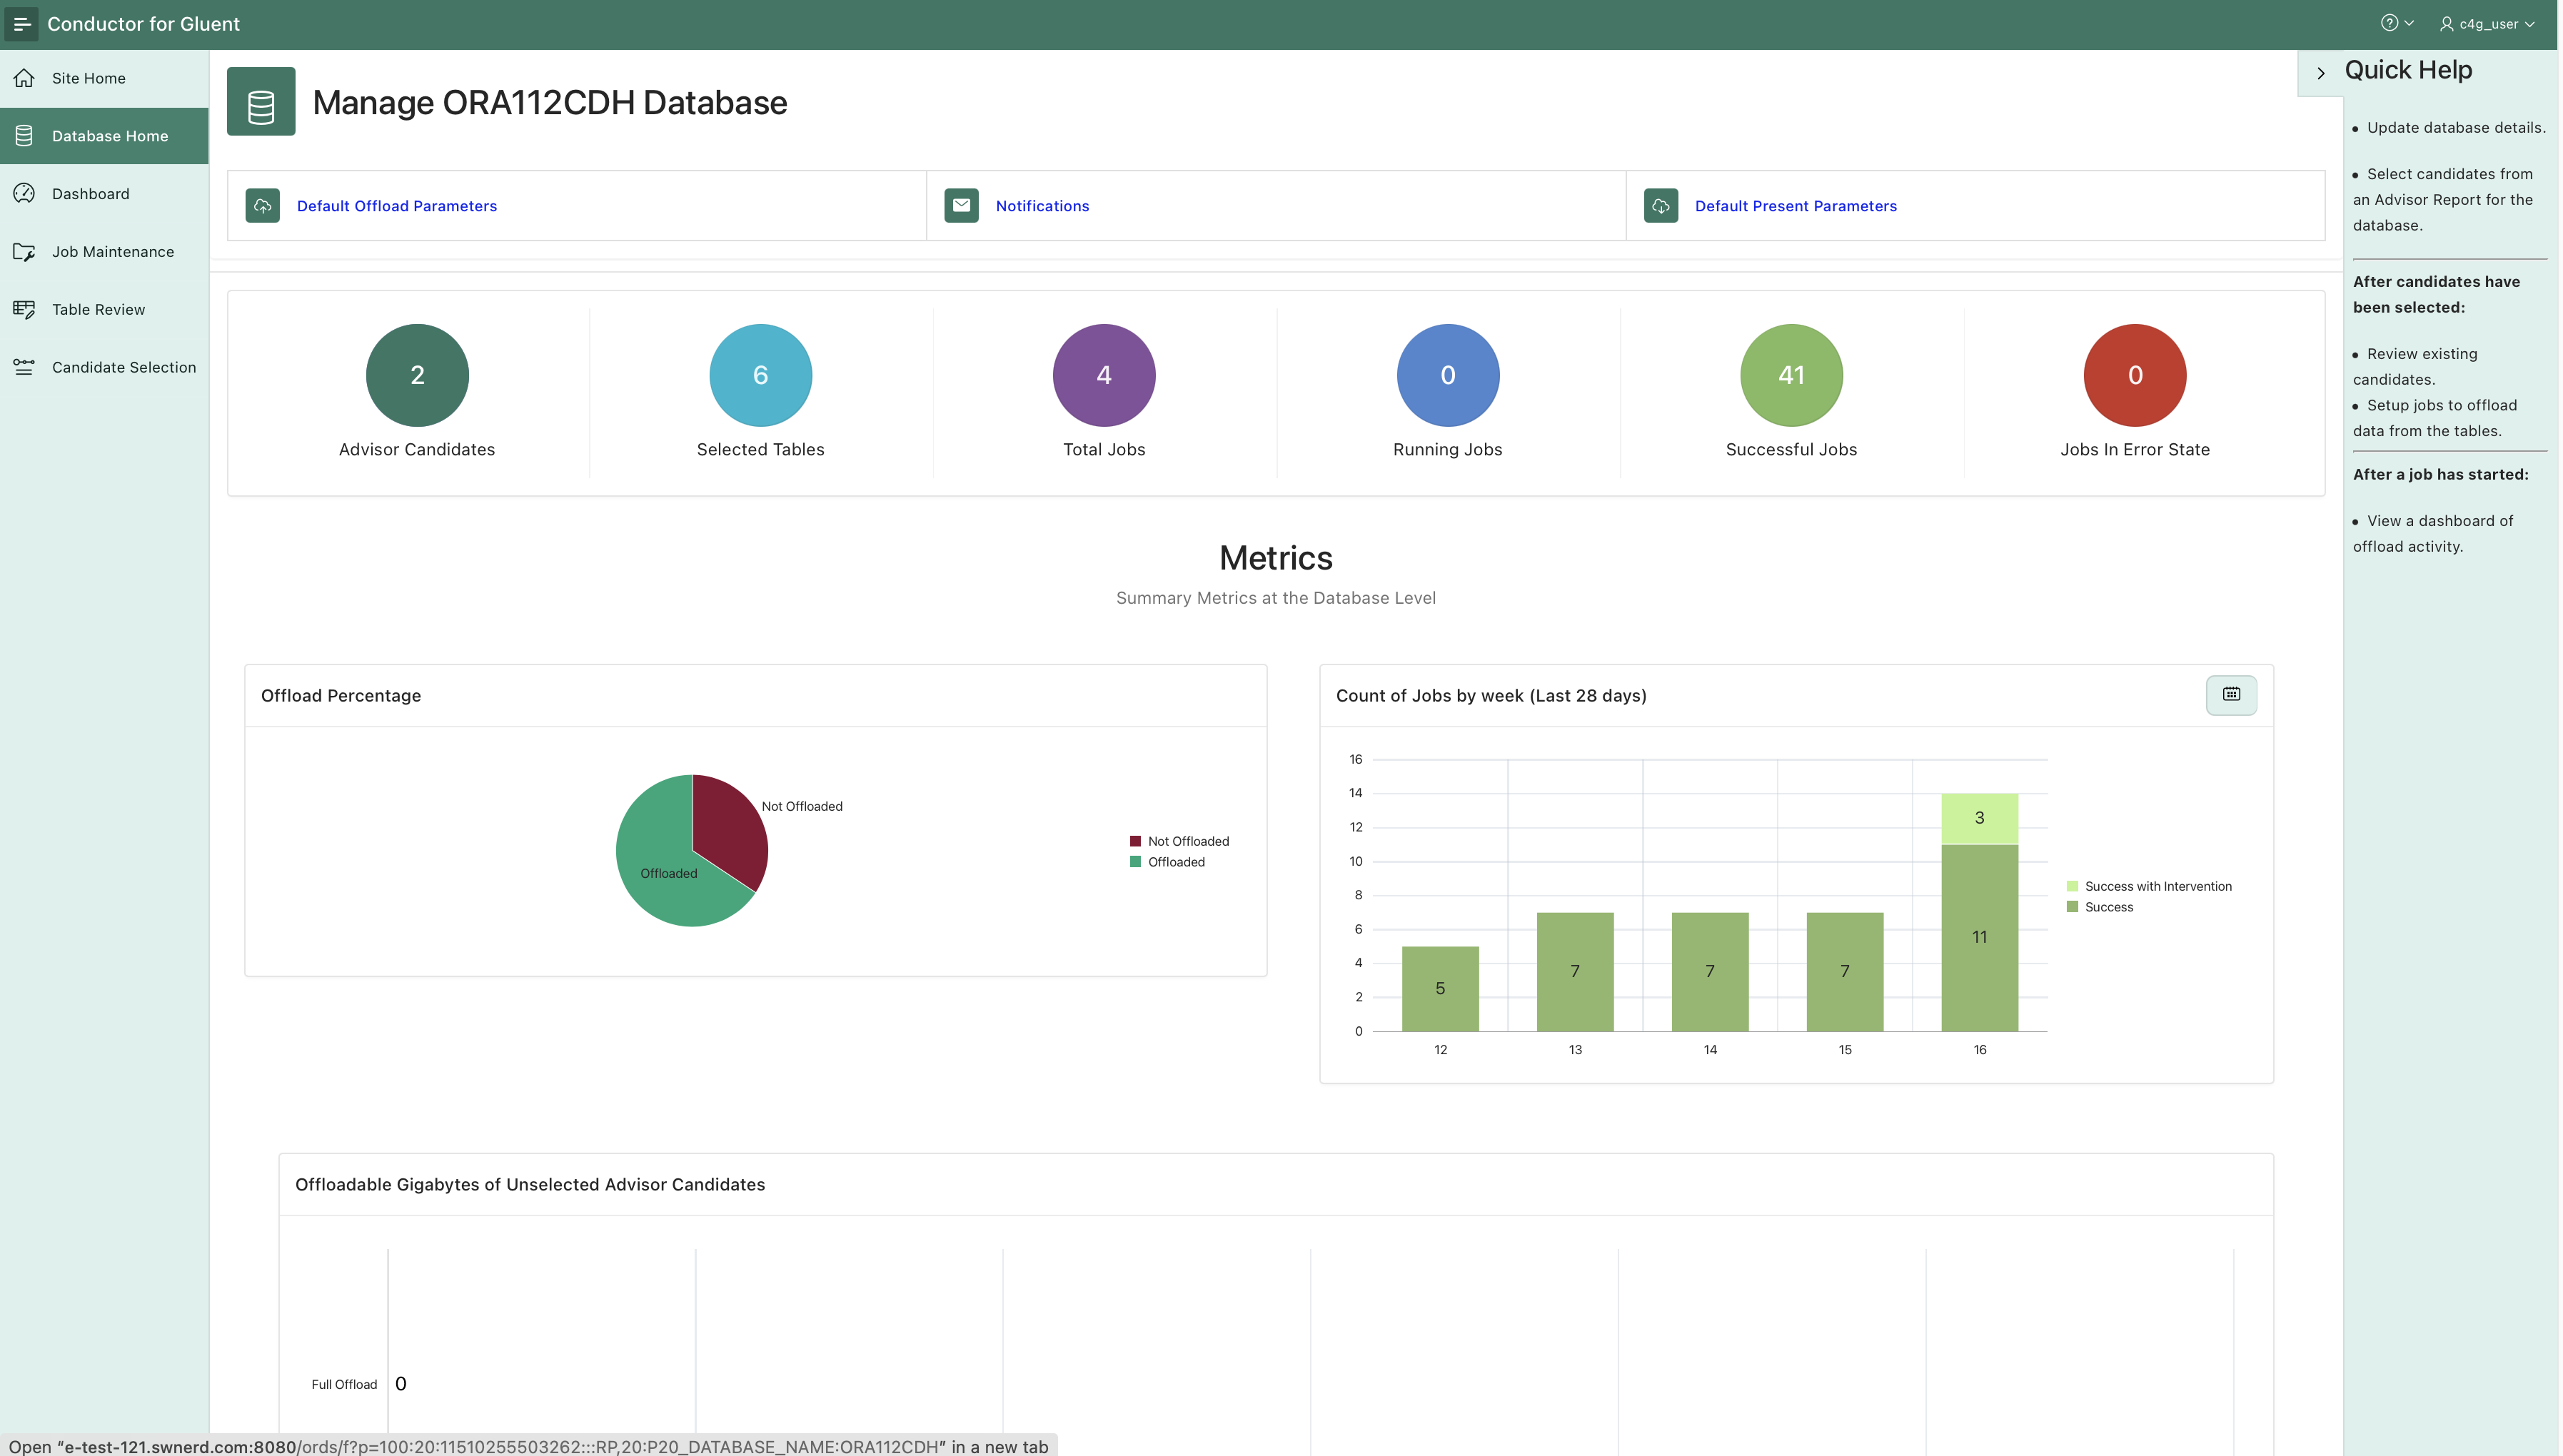 Conductor for Gluent
c4g_user
Site Home
Database Home
Dashboard
Job Maintenance
Table Review
Candidate Selection
Manage ORA112CDH Database
Default Offload Parameters
Notifications
Default Present Parameters
2
Advisor Candidates
6
Selected Tables
4
Total Jobs
0
Running Jobs
41
Successful Jobs
0
Jobs In Error State
Metrics
Summary Metrics at the Database Level
Offload Percentage
Not Offloaded
Offloaded
Not Offloaded
Offloaded
Count of Jobs by week (Last 28 days)
16
14
12
10
8
6
4
2
0
5
7
7
7
11
3
12
13
14
15
16
Success with Intervention
Success
Offloadable Gigabytes of Unselected Advisor Candidates
Full Offload
0
Quick Help
• Update database details.
• Select candidates from
an Advisor Report for the
database.
After candidates have
been selected:
• Review existing
candidates.
• Setup jobs to offload
data from the tables.
After a job has started:
• View a dashboard of
offload activity.
Open “e-test-121.swnerd.com:8080/ords/f?p=100:20:11510255503262:::RP,20:P20_DATABASE_NAME:ORA112CDH” in a new tab